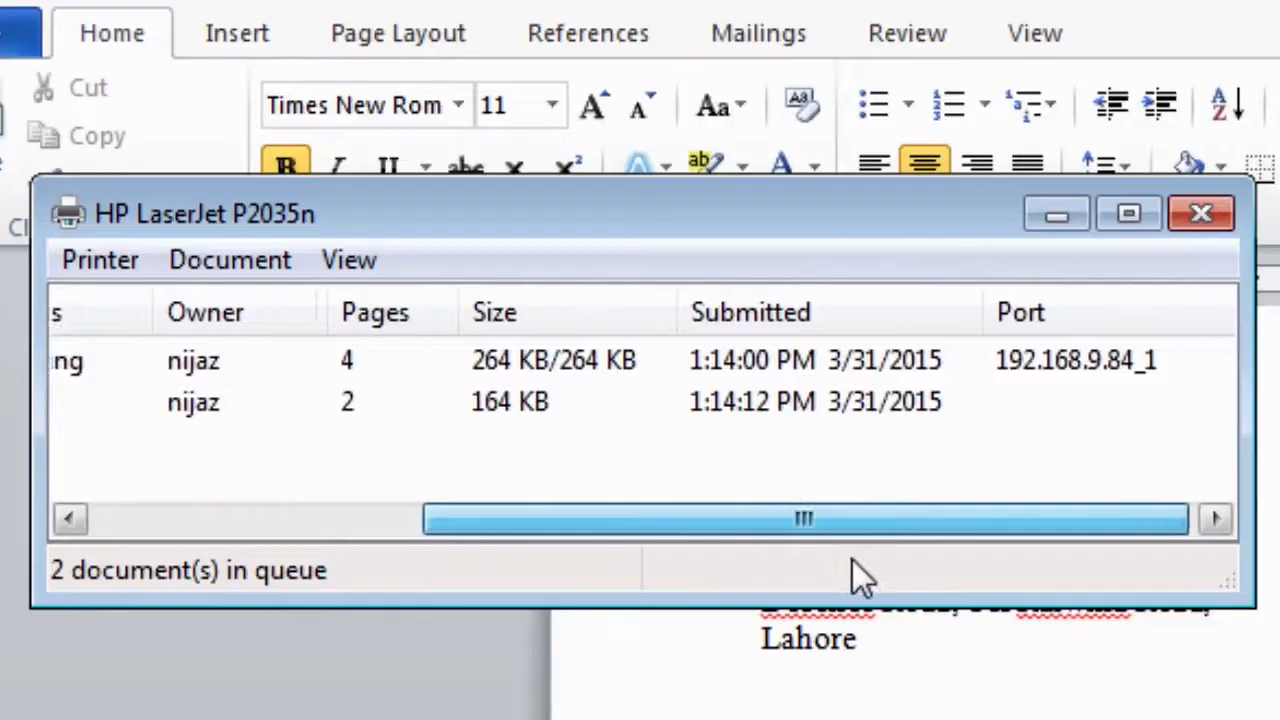 Home Insert Page Layout References Mailings Review View
Cut
Times New Rom 11 Aa
Copy
B
HP LaserJet P2035n
Printer Document View
s Owner Pages Size Submitted Port
ng nijaz 4 264 KB/264 KB 1:14:00 PM 3/31/2015 192.168.9.84_1
nijaz 2 164 KB 1:14:12 PM 3/31/2015
2 document(s) in queue
Lahore